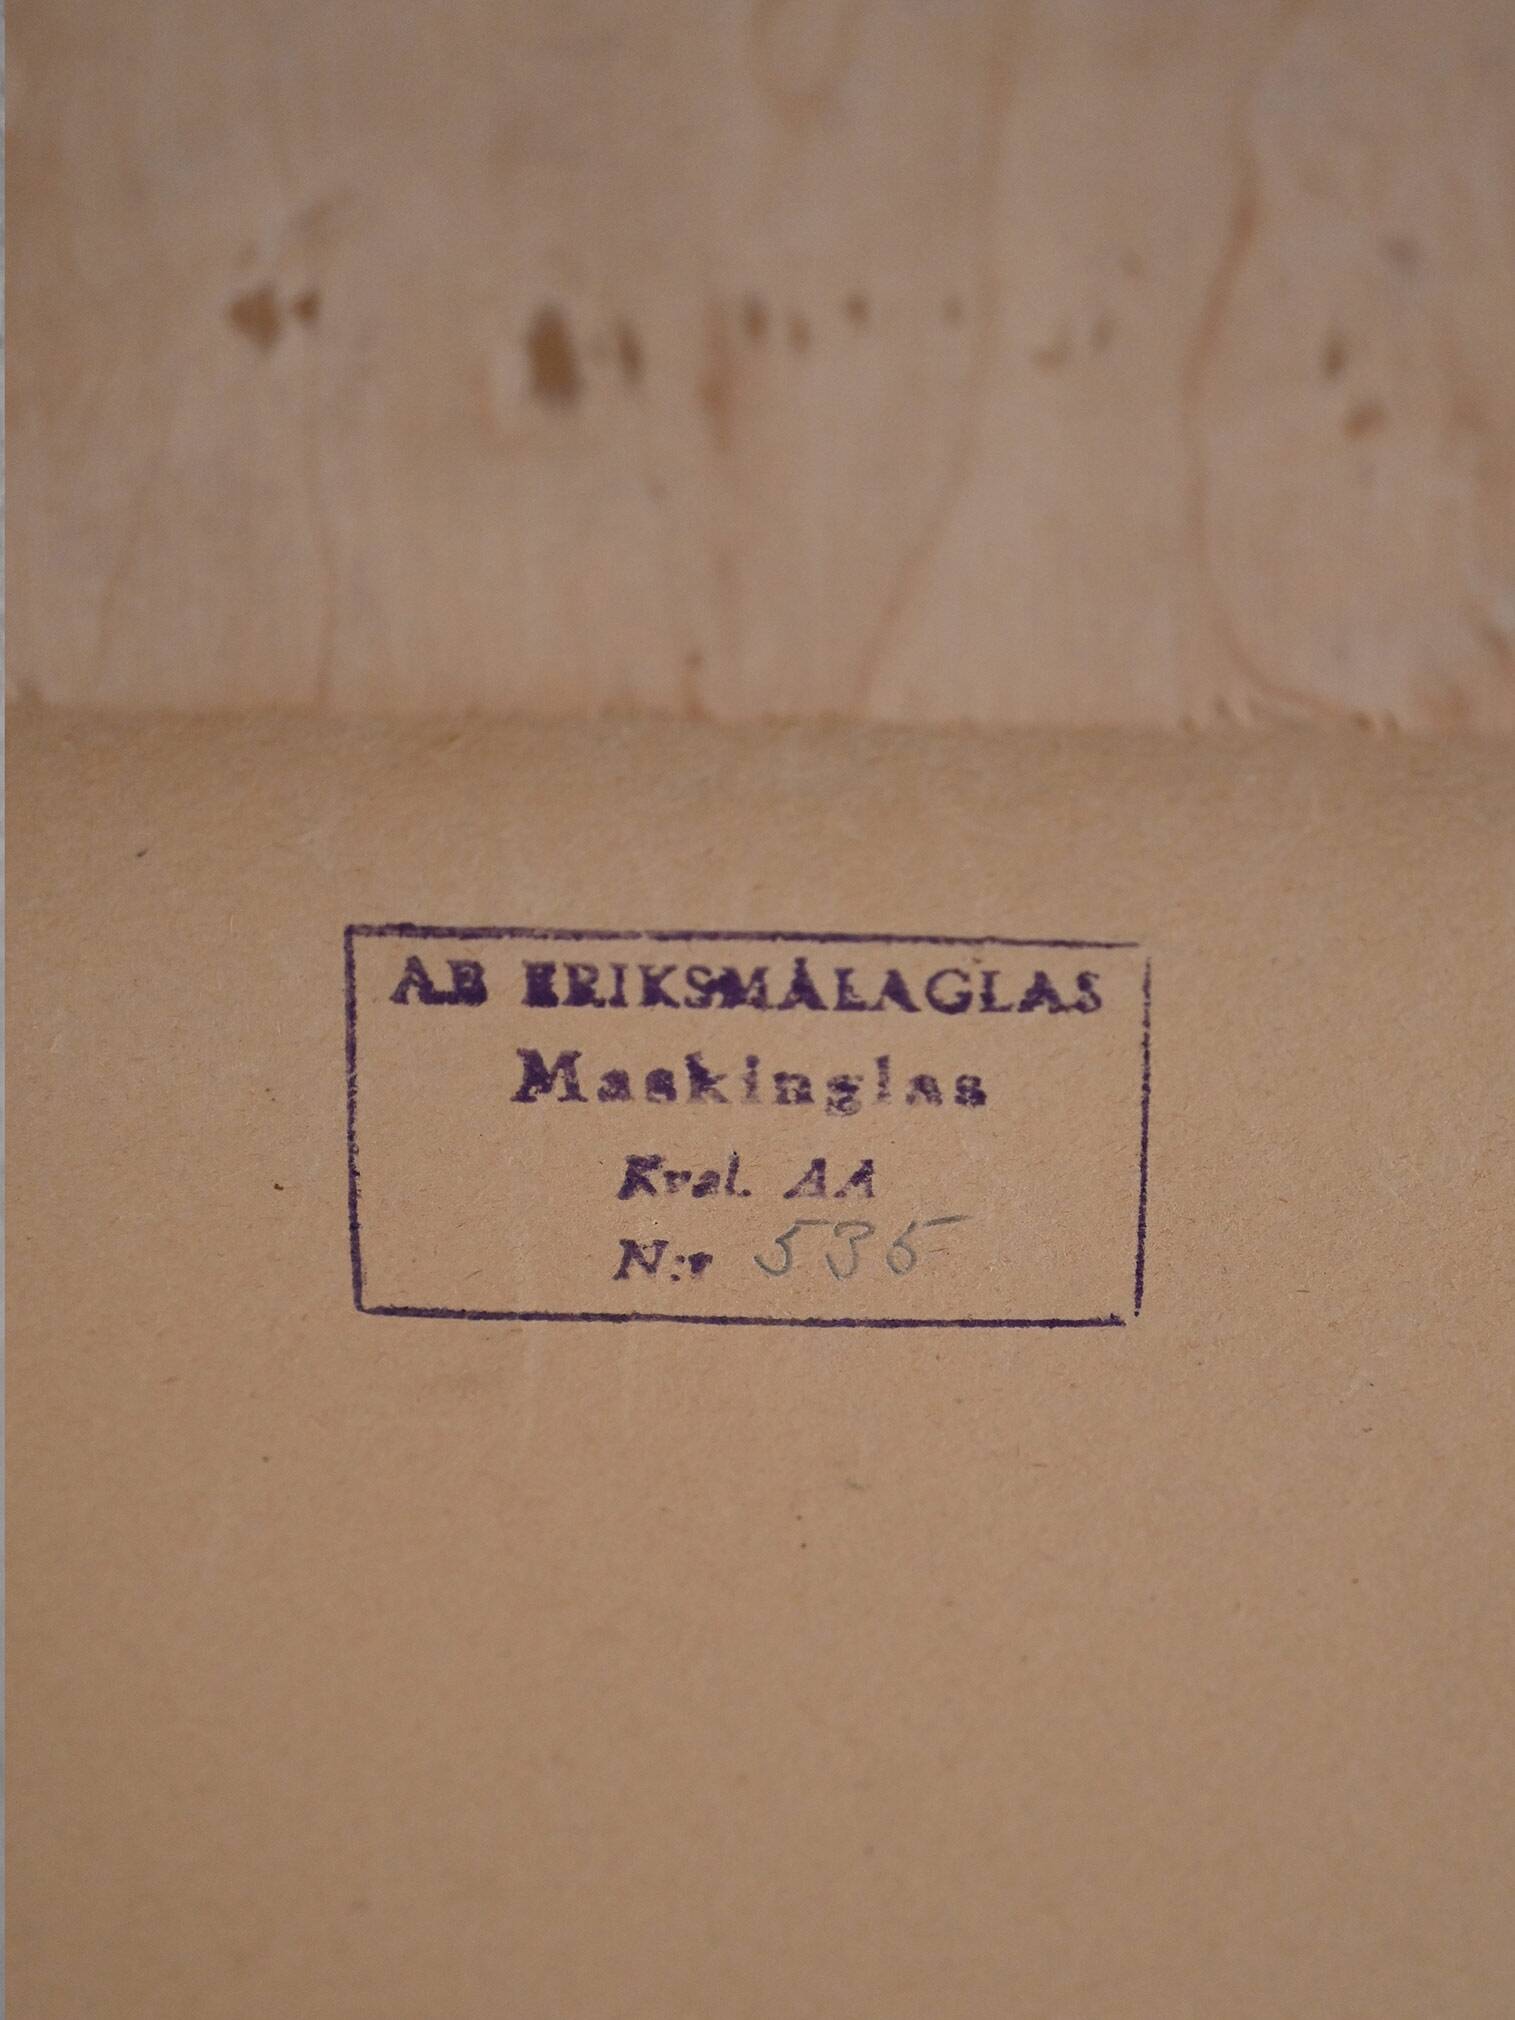 AB ERIKSMÅLAGLAS
Maskinglas
Kval. AA
N:r 535